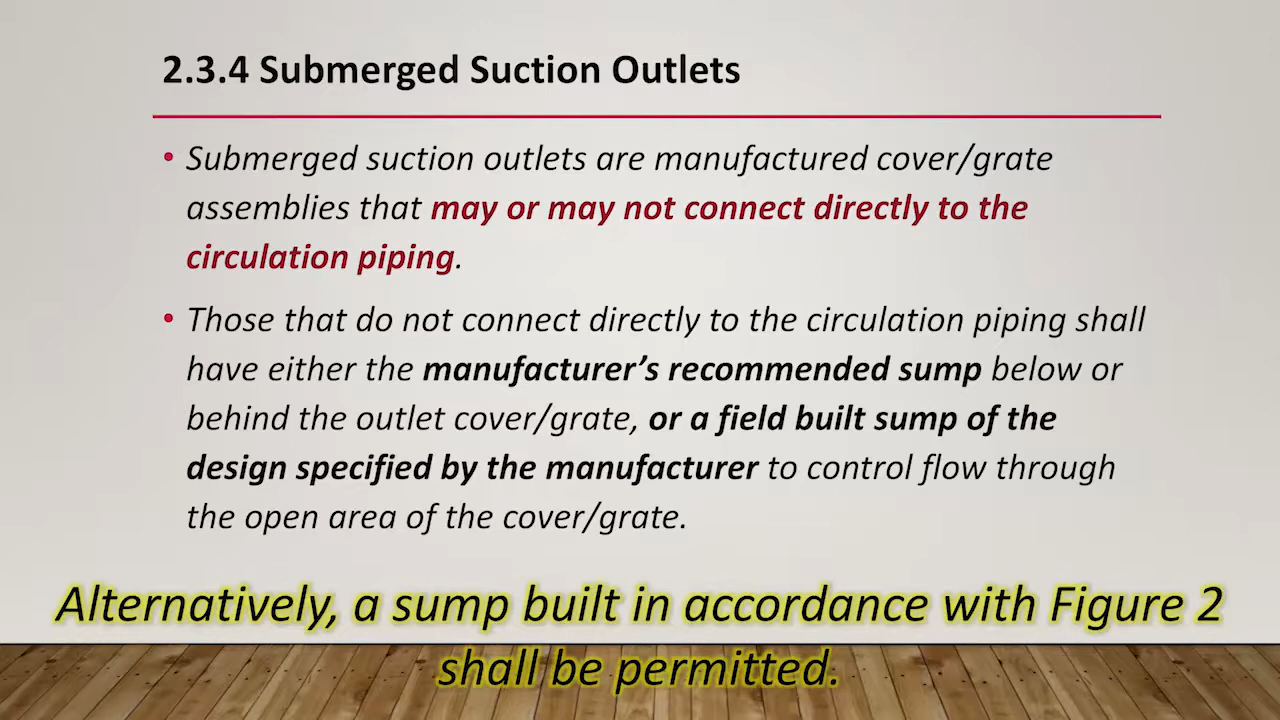 2.3.4 Submerged Suction Outlets
• Submerged suction outlets are manufactured cover/grate
assemblies that may or may not connect directly to the
circulation piping.
• Those that do not connect directly to the circulation piping shall
have either the manufacturer’s recommended sump below or
behind the outlet cover/grate, or a field built sump of the
design specified by the manufacturer to control flow through
the open area of the cover/grate.
Alternatively, a sump built in accordance with Figure 2
shall be permitted.